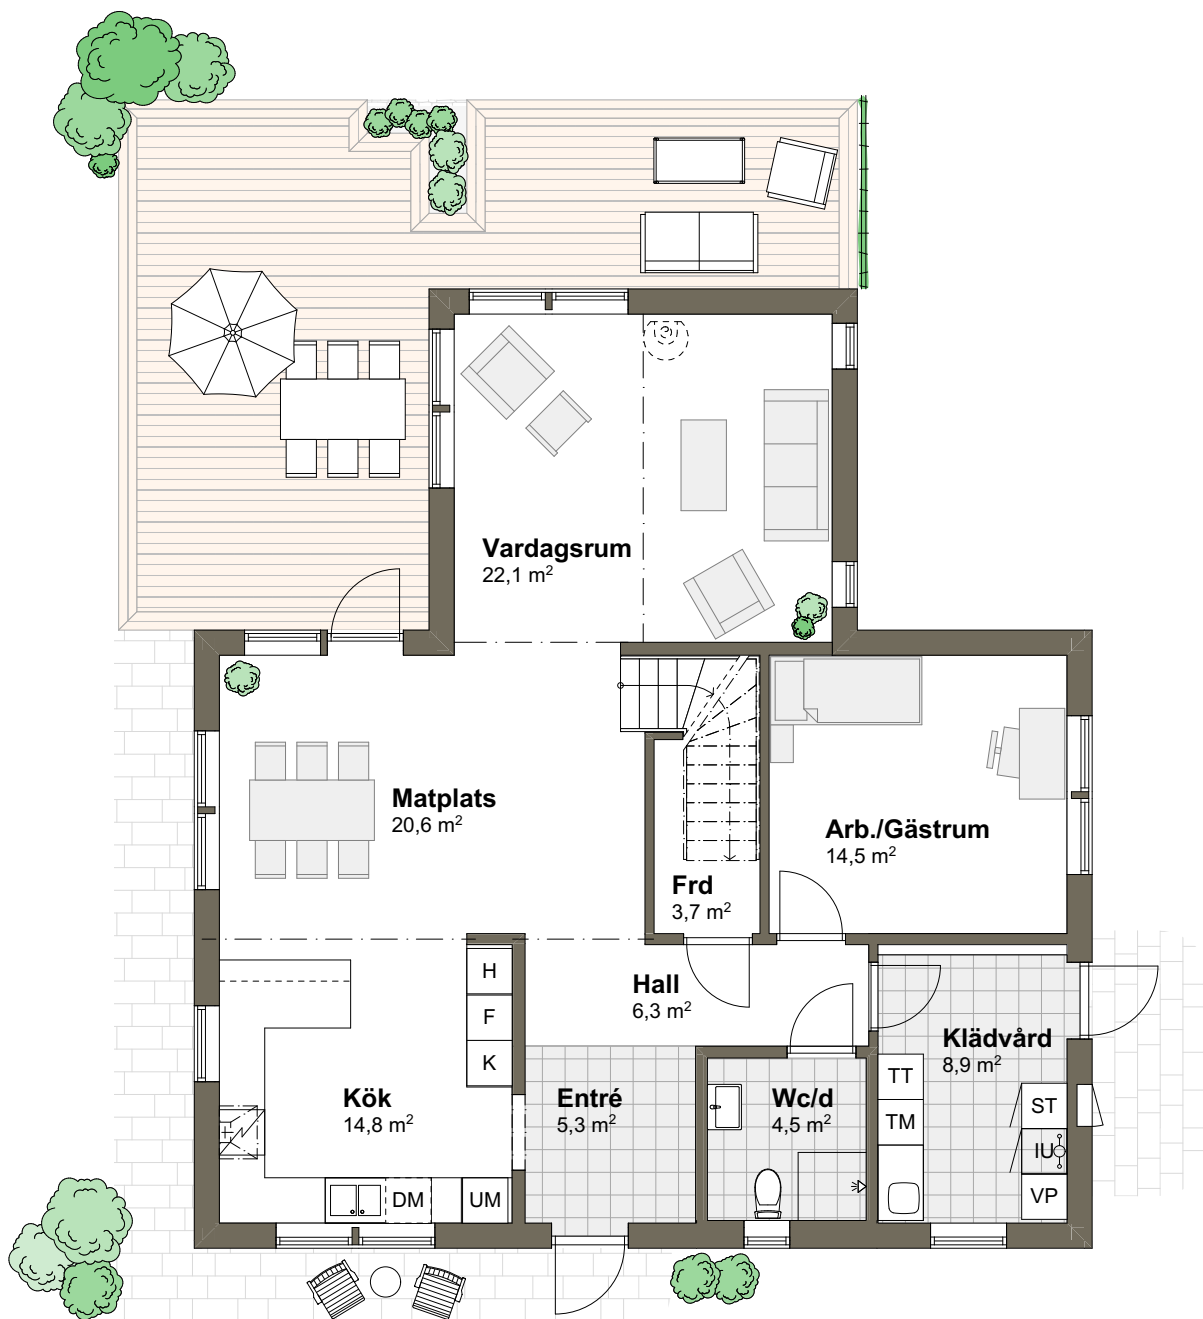 Vardagsrum
22,1 m²
Matplats
20,6 m²
Arb./Gästrum
14,5 m²
Frd
3,7 m²
H
F
K
Hall
6,3 m²
Klädvård
8,9 m²
Kök
14,8 m²
Entré
5,3 m²
Wc/d
4,5 m²
TT
TM
ST
IU
VP
DM
UM